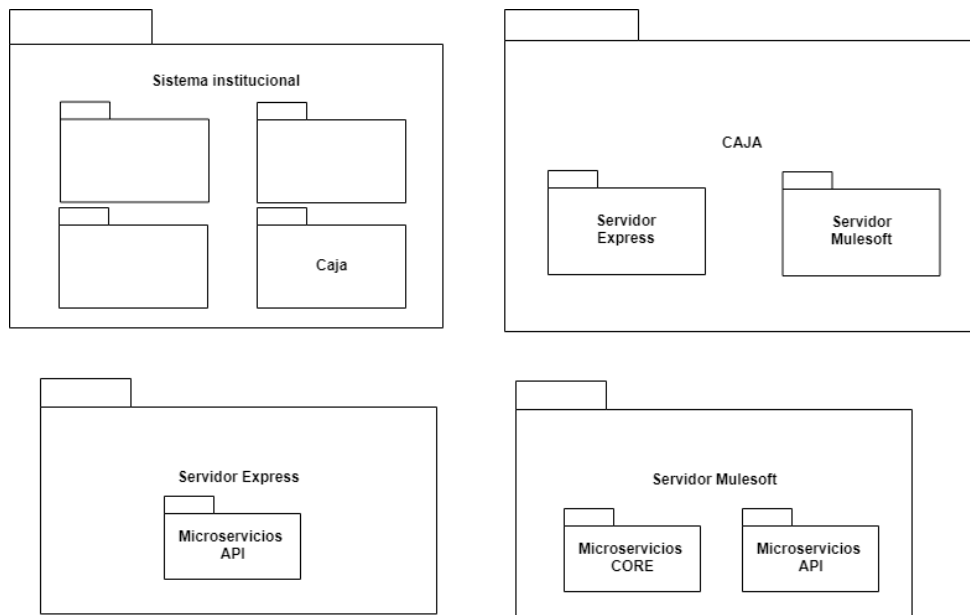 Sistema institucional
Caja
CAJA
Servidor
Express
Servidor
Mulesoft
Servidor Express
Microservicios
API
Servidor Mulesoft
Microservicios
CORE
Microservicios
API